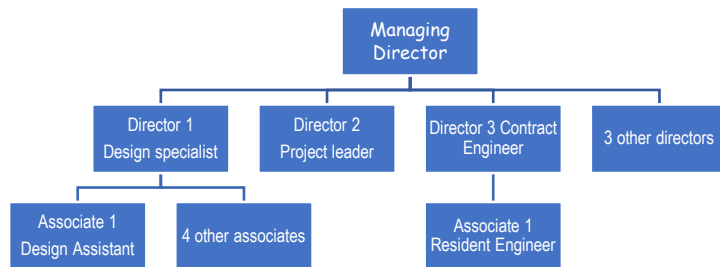 Managing
Director
Director 1
Design specialist
Director 2
Project leader
Director 3 Contract
Engineer
3 other directors
Associate 1
Design Assistant
4 other associates
Associate 1
Resident Engineer